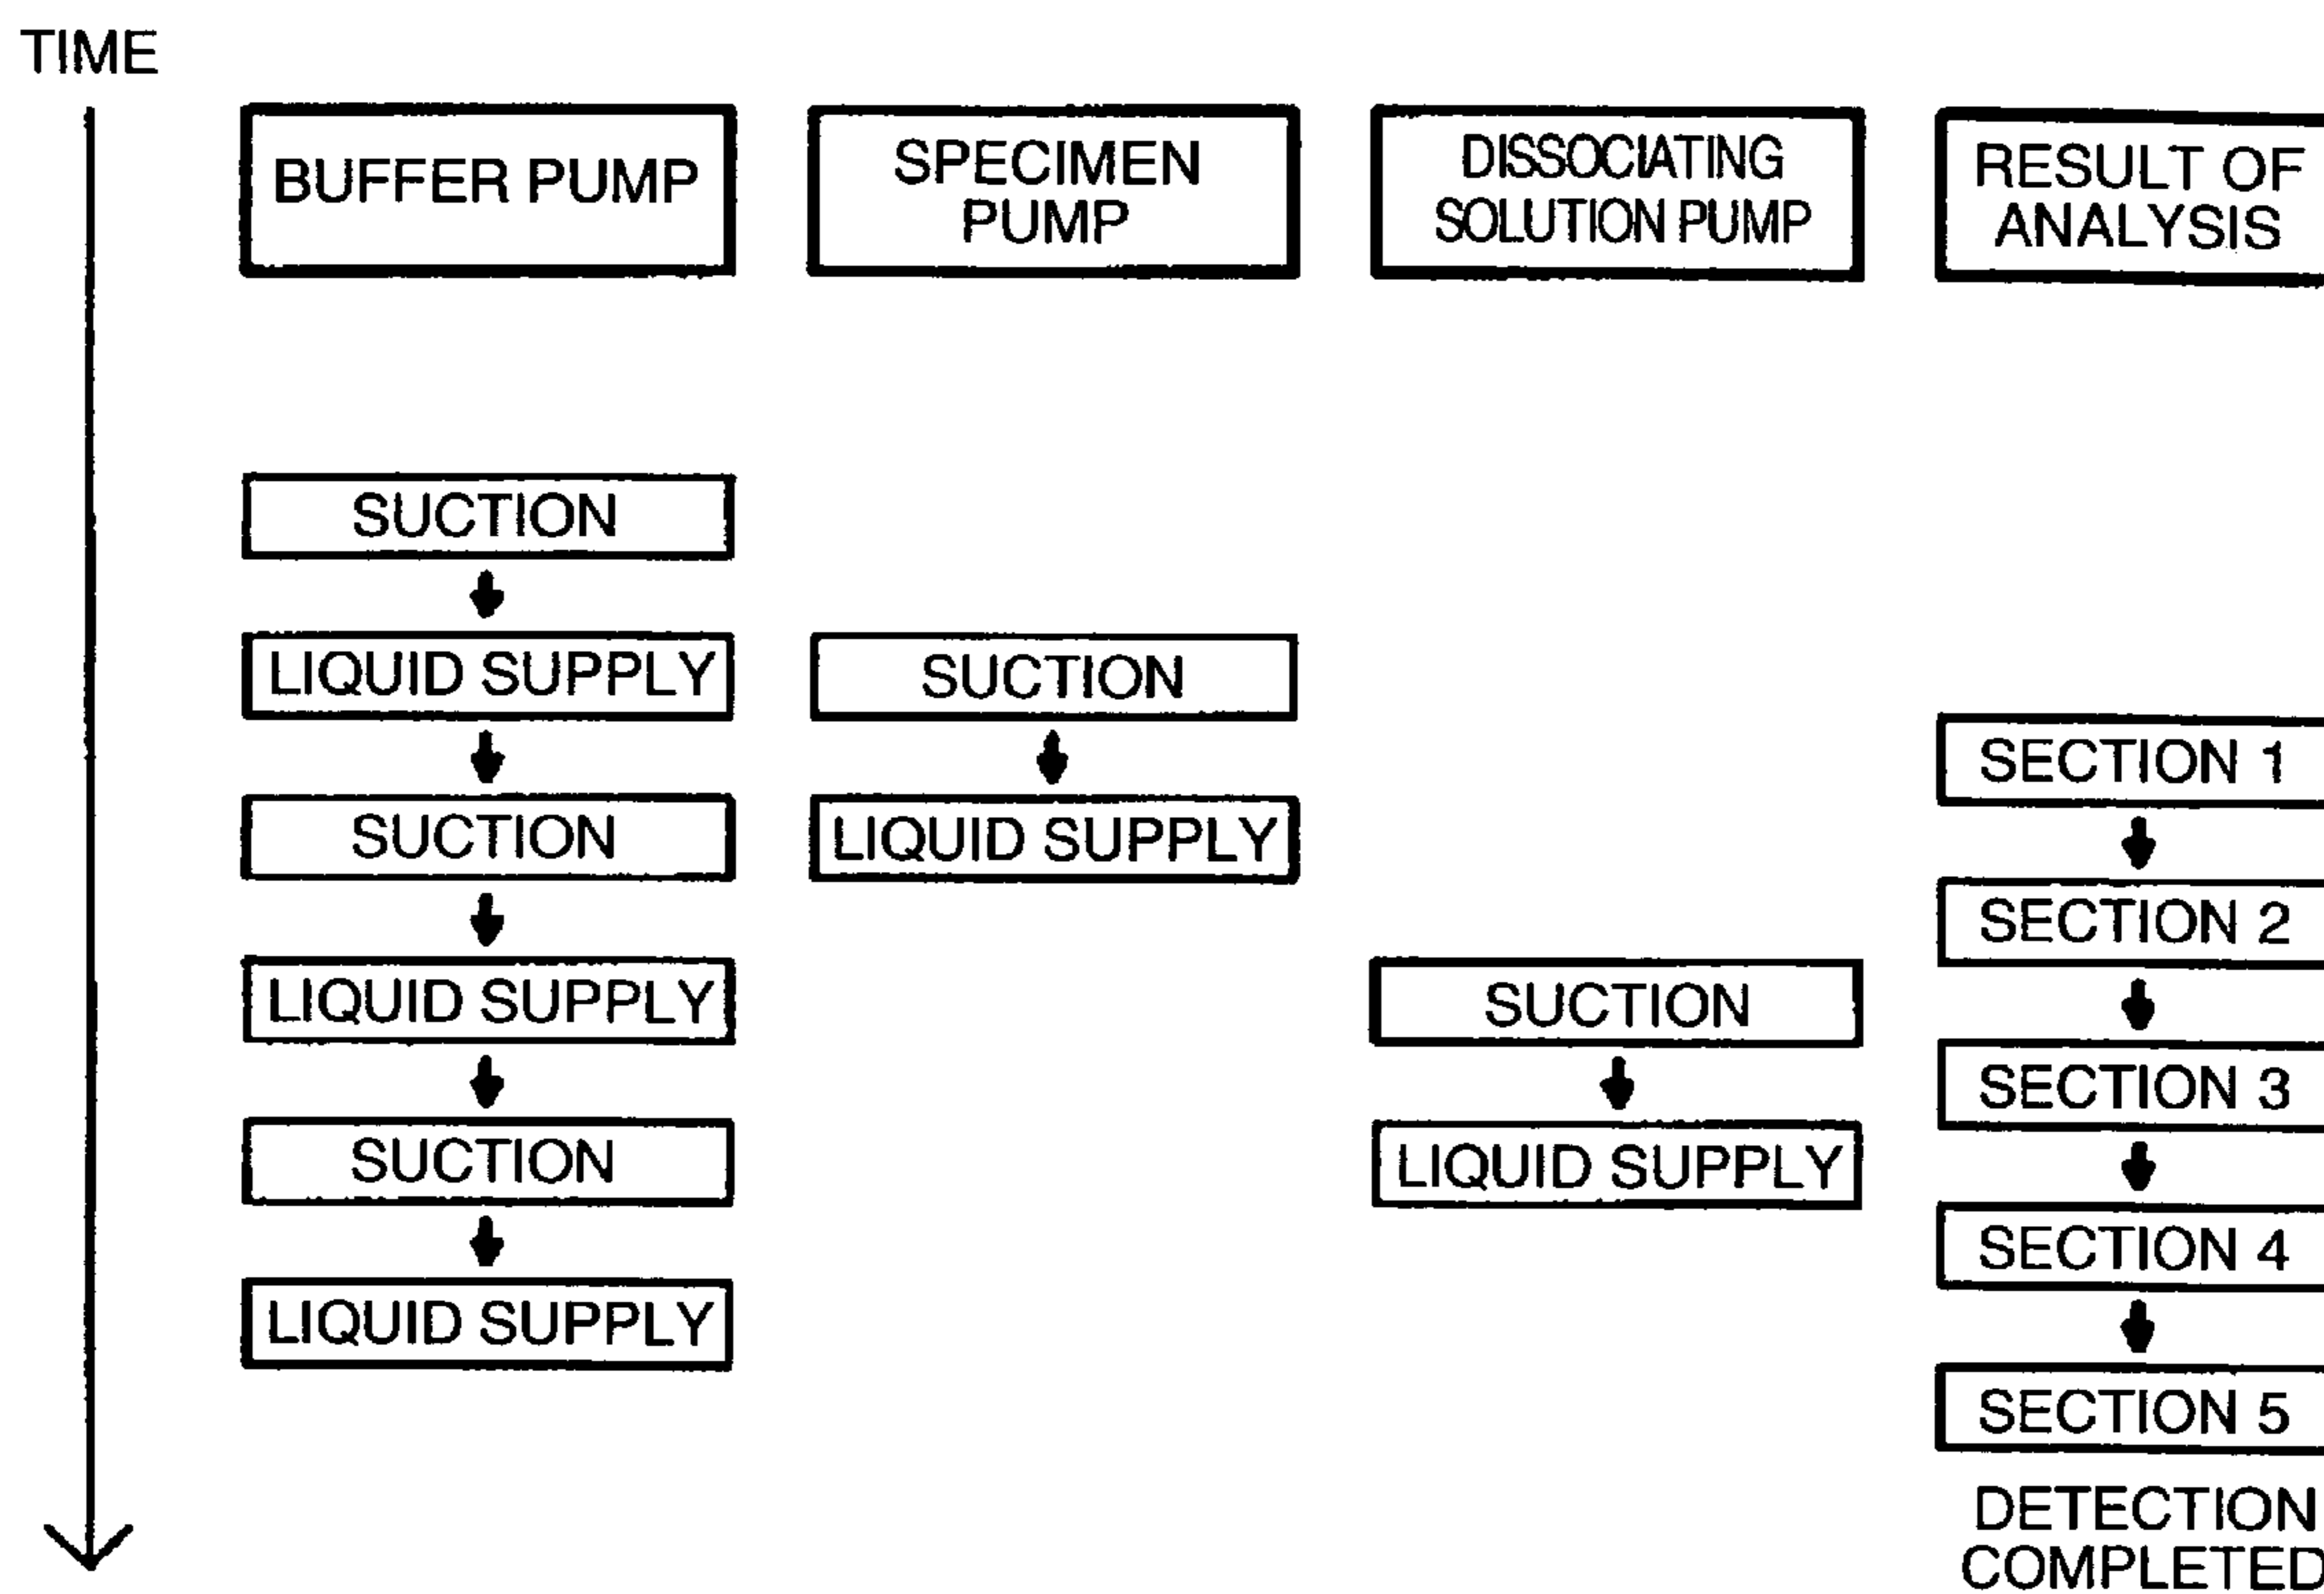 TIME
BUFFER PUMP
SPECIMEN
PUMP
DISSOCIATING
SOLUTION PUMP
RESULT OF
ANALYSIS
SUCTION
LIQUID SUPPLY
SUCTION
SECTION 1
SUCTION
LIQUID SUPPLY
SECTION 2
LIQUID SUPPLY
SUCTION
SECTION 3
SUCTION
LIQUID SUPPLY
SECTION 4
LIQUID SUPPLY
SECTION 5
DETECTION
COMPLETED